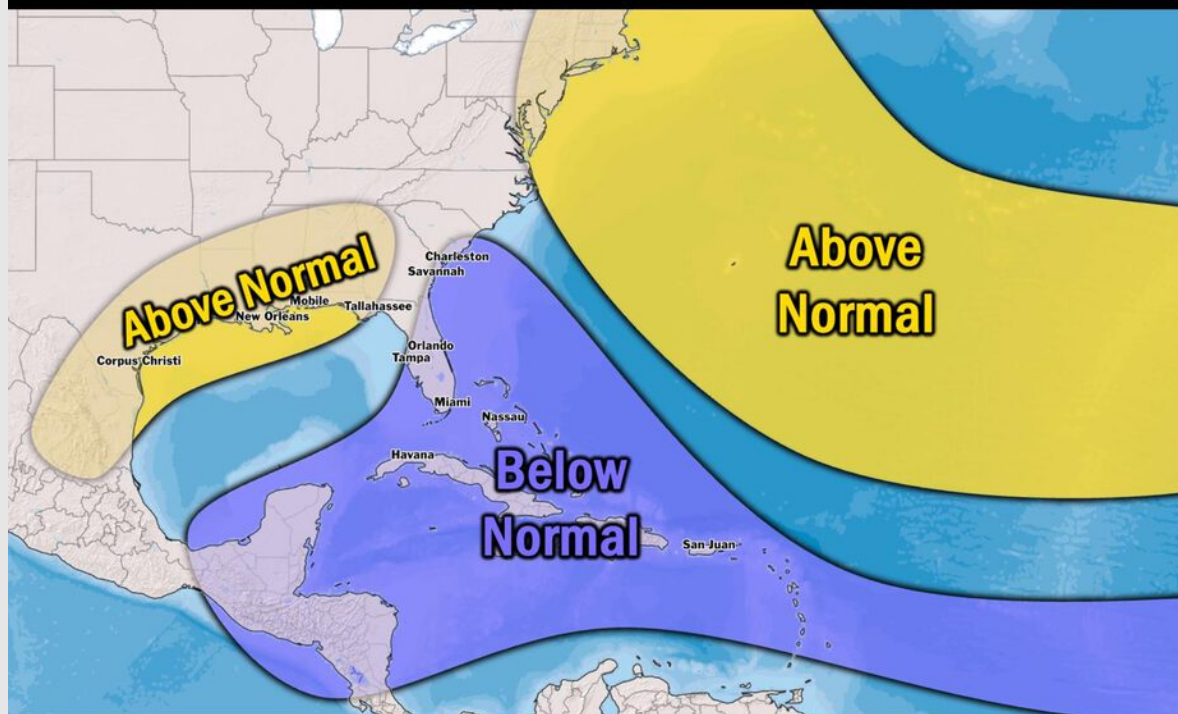 Above
Normal
Above Normal
Charleston
Savannah
Mobile
Tallahassee
New Orleans
Corpus Christi
Orlando
Tampa
Miami
Nassau
Havana
Below
Normal
San Juan